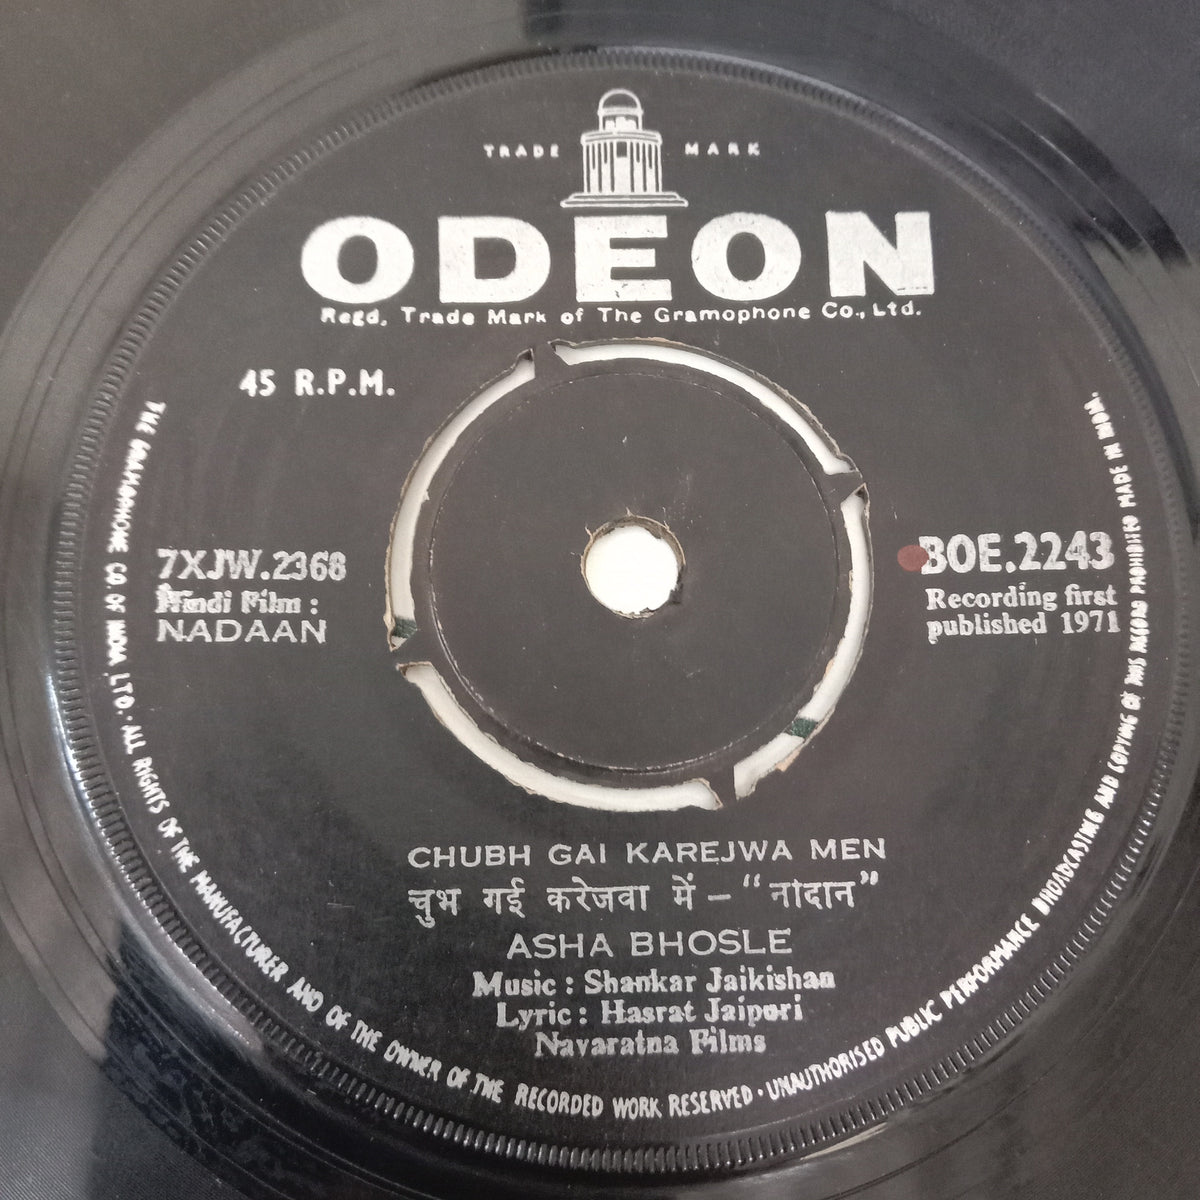 TRADE MARK
ODEON
Regd. Trade Mark of The Gramophone Co., Ltd.
45 R.P.M.
7XJW.2368
Hindi Film :
NADAAN
BOE.2243
Recording first
published 1971
CHUBH GAI KAREJWA MEN
चुभ गई करेजवा में – “नादान”
ASHA BHOSLE
Music : Shankar Jaikishan
Lyric : Hasrat Jaipuri
Navaratna Films
THE GRAMOPHONE CO. OF INDIA, LTD. · ALL RIGHTS OF THE MANUFACTURER AND OF THE OWNER OF THE RECORDED WORK RESERVED · UNAUTHORISED PUBLIC PERFORMANCE BROADCASTING AND COPYING OF THIS RECORD PROHIBITED MADE IN INDIA.